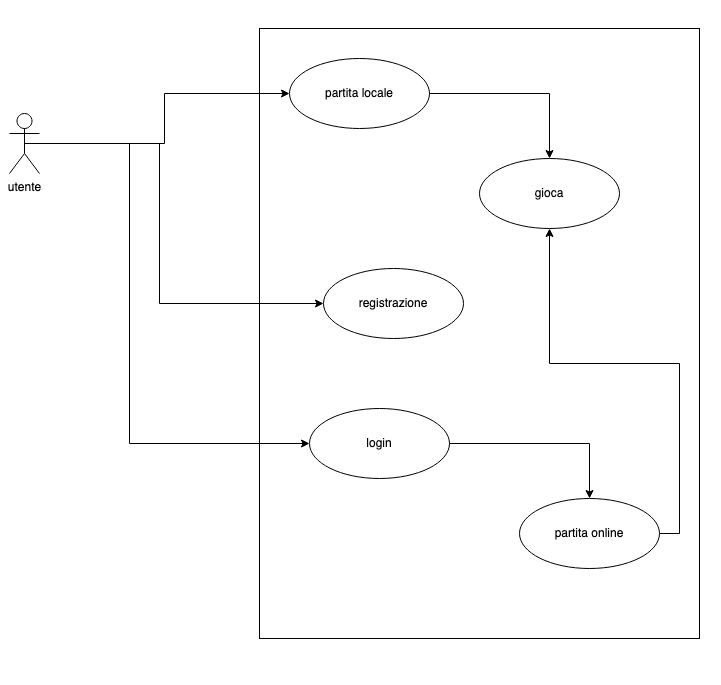 partita locale
utente
gioca
registrazione
login
partita online